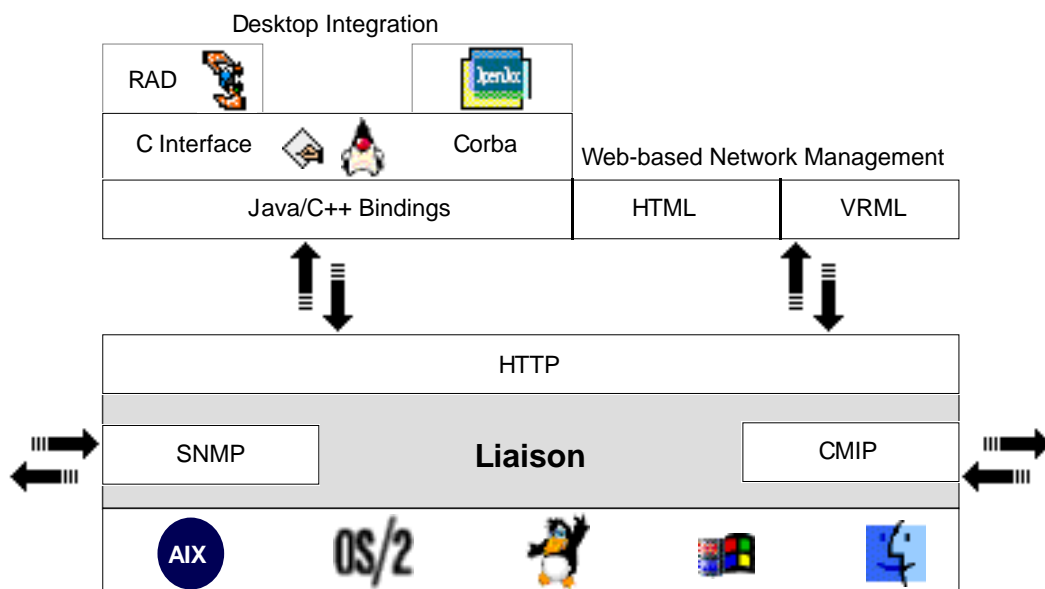 Desktop Integration
RAD
C Interface
Corba
Web-based Network Management
Java/C++ Bindings
HTML
VRML
HTTP
SNMP
Liaison
CMIP
AIX
OS/2